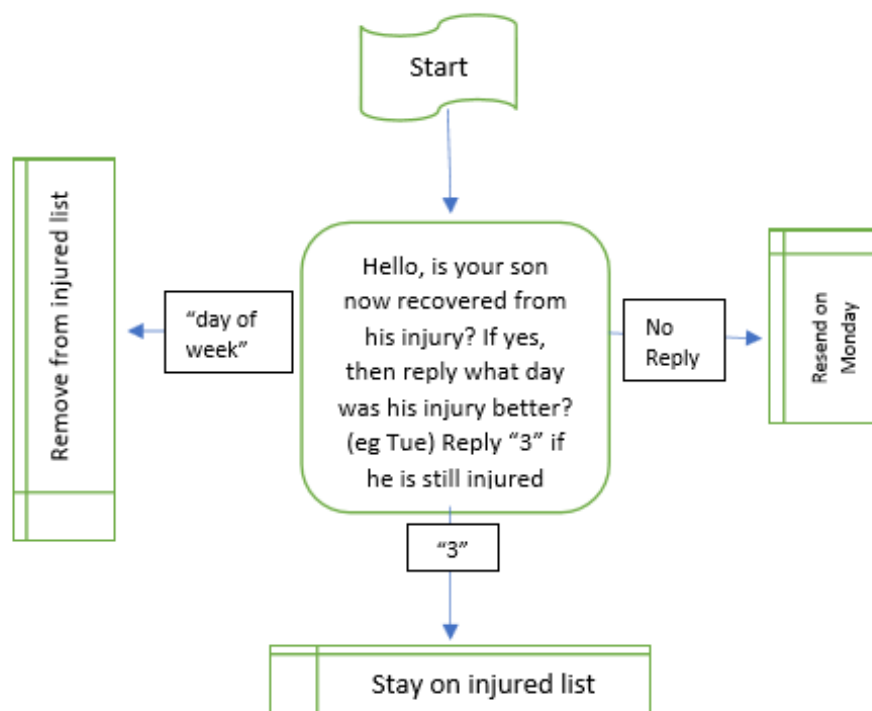 Start
Remove from injured list
"day of
week"
Hello, is your son
now recovered from
his injury? If yes,
then reply what day
was his injury better?
(eg Tue) Reply "3" if
he is still injured
No
Reply
Resend on
Monday
"3"
Stay on injured list